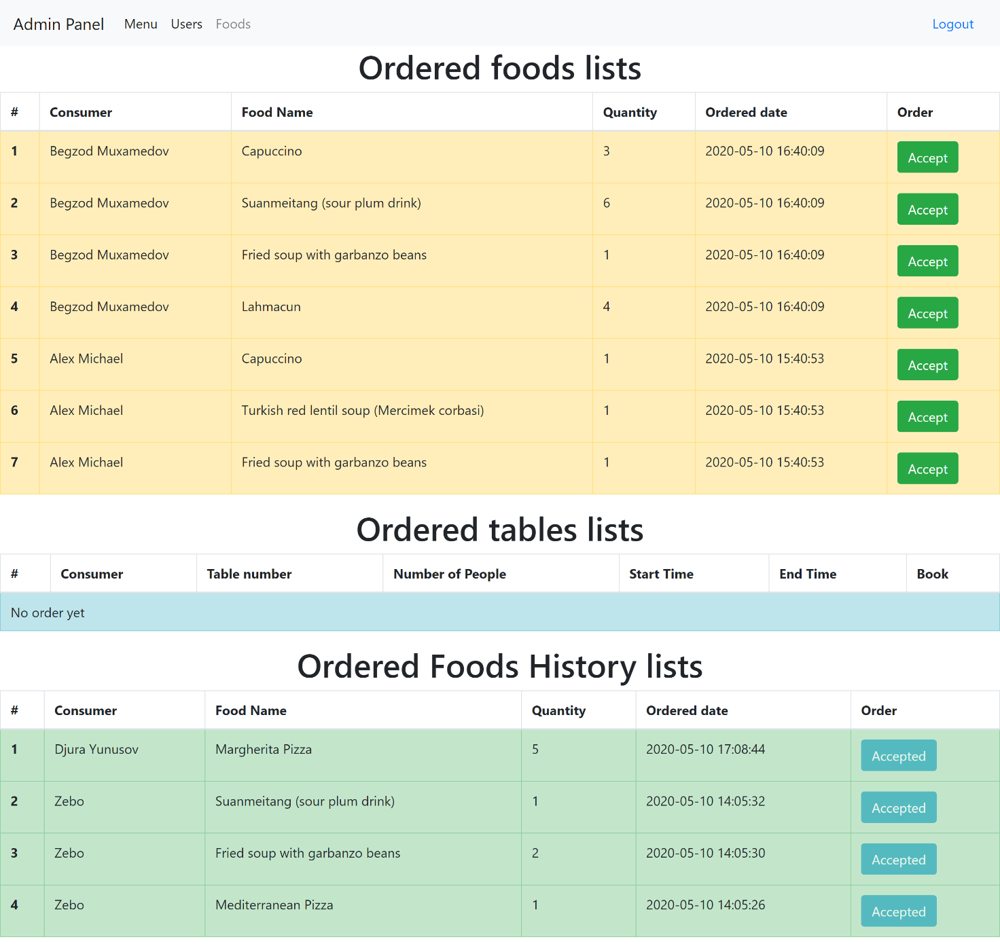 Admin Panel Menu Users Foods Logout
Ordered foods lists
# Consumer Food Name Quantity Ordered date Order
1 Begzod Muxamedov Capuccino 3 2020-05-10 16:40:09 Accept
2 Begzod Muxamedov Suanmeitang (sour plum drink) 6 2020-05-10 16:40:09 Accept
3 Begzod Muxamedov Fried soup with garbanzo beans 1 2020-05-10 16:40:09 Accept
4 Begzod Muxamedov Lahmacun 4 2020-05-10 16:40:09 Accept
5 Alex Michael Capuccino 1 2020-05-10 15:40:53 Accept
6 Alex Michael Turkish red lentil soup (Mercimek corbasi) 1 2020-05-10 15:40:53 Accept
7 Alex Michael Fried soup with garbanzo beans 1 2020-05-10 15:40:53 Accept
Ordered tables lists
# Consumer Table number Number of People Start Time End Time Book
No order yet
Ordered Foods History lists
# Consumer Food Name Quantity Ordered date Order
1 Djura Yunusov Margherita Pizza 5 2020-05-10 17:08:44 Accepted
2 Zebo Suanmeitang (sour plum drink) 1 2020-05-10 14:05:32 Accepted
3 Zebo Fried soup with garbanzo beans 2 2020-05-10 14:05:30 Accepted
4 Zebo Mediterranean Pizza 1 2020-05-10 14:05:26 Accepted